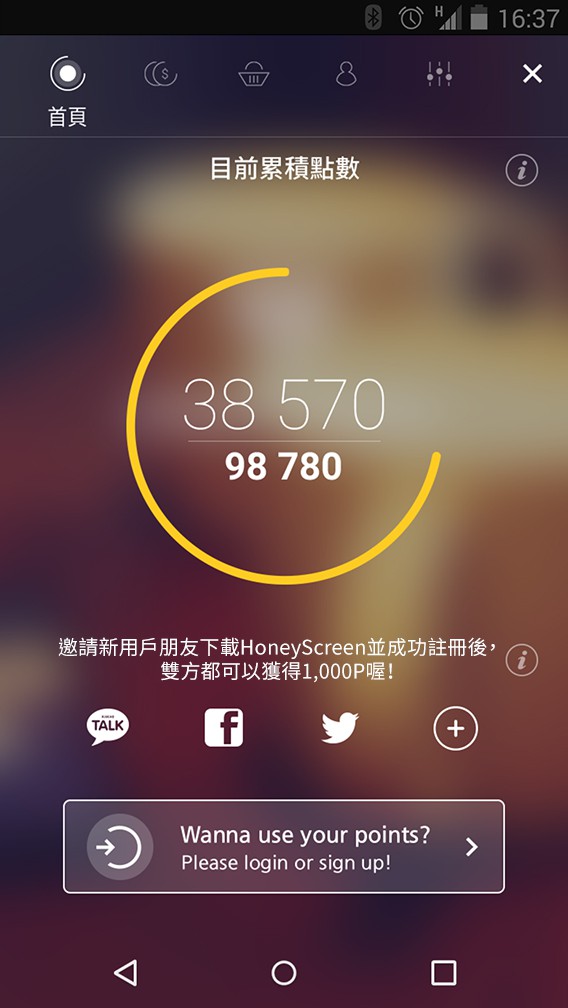 H 16:37
首頁
目前累積點數
38 570
98 780
邀請新用戶朋友下載HoneyScreen並成功註冊後,
雙方都可以獲得1,000P喔!
TALK
Wanna use your points?
Please login or sign up!